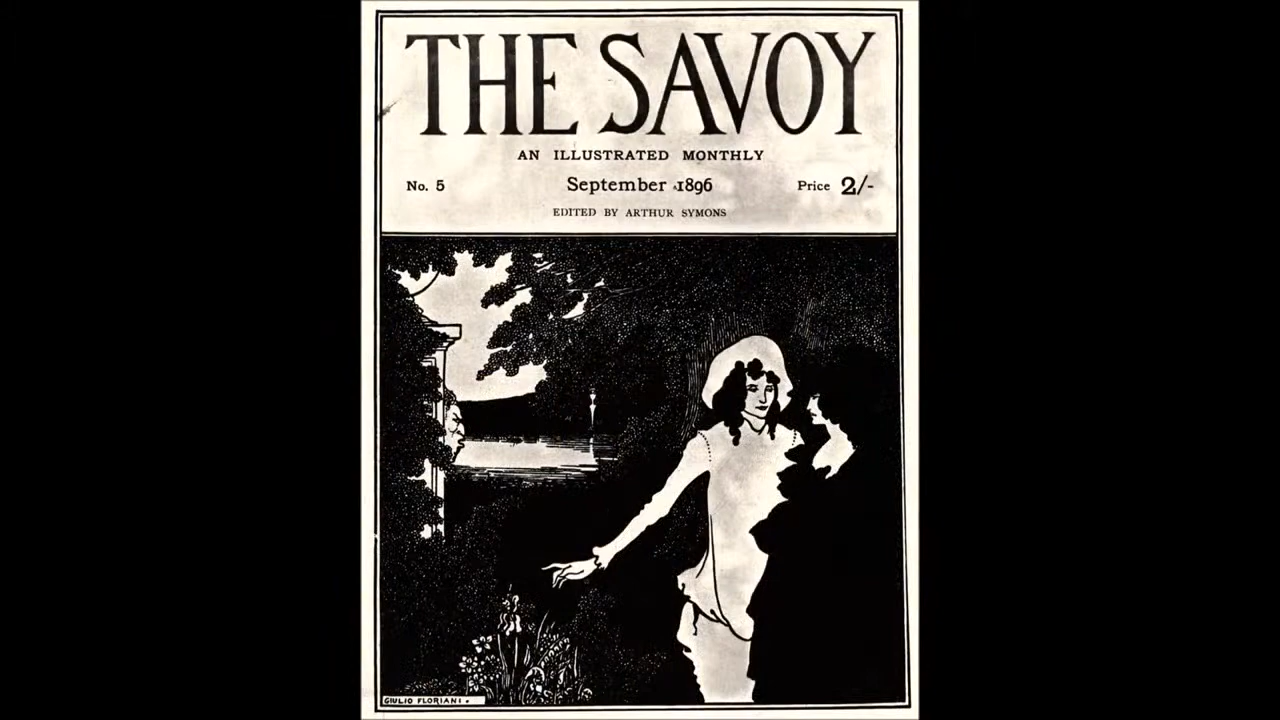 THE SAVOY
AN ILLUSTRATED MONTHLY
No. 5 September 1896 Price 2/-
EDITED BY ARTHUR SYMONS
GIULIO FLORIANI.